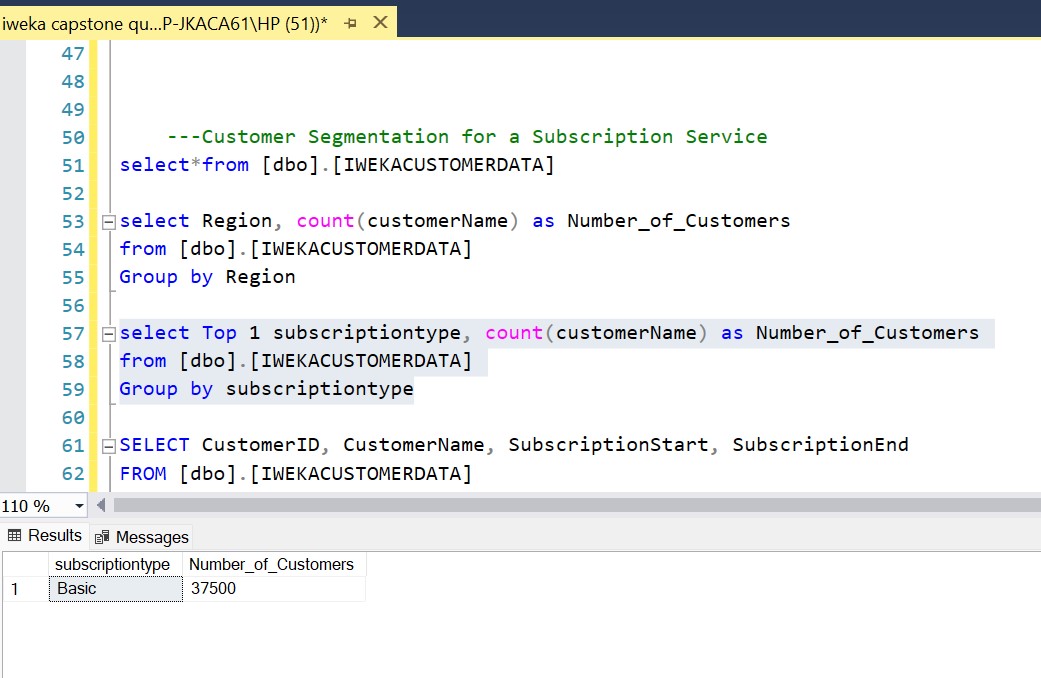 iweka capstone qu...P-JKACA61\HP (51))*
47
48
49
50 ---Customer Segmentation for a Subscription Service
51 select*from [dbo].[IWEKACUSTOMERDATA]
52
53 select Region, count(customerName) as Number_of_Customers
54 from [dbo].[IWEKACUSTOMERDATA]
55 Group by Region
56
57 select Top 1 subscriptiontype, count(customerName) as Number_of_Customers
58 from [dbo].[IWEKACUSTOMERDATA]
59 Group by subscriptiontype
60
61 SELECT CustomerID, CustomerName, SubscriptionStart, SubscriptionEnd
62 FROM [dbo].[IWEKACUSTOMERDATA]
110 %
Results Messages
subscriptiontype Number_of_Customers
1 Basic 37500